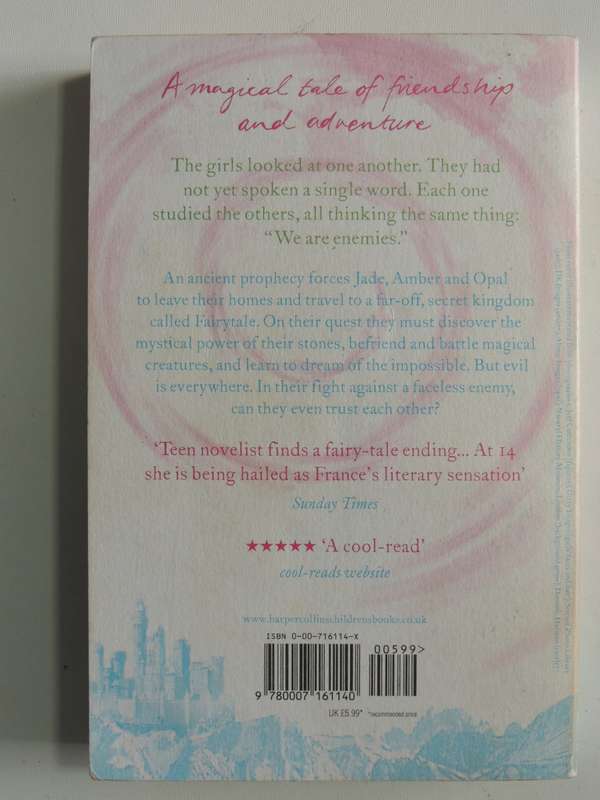 A magical tale of friendship
and adventure
The girls looked at one another. They had
not yet spoken a single word. Each one
studied the others, all thinking the same thing:
“We are enemies.”
An ancient prophecy forces Jade, Amber and Opal
to leave their homes and travel to a far-off, secret kingdom
called Fairytale. On their quest they must discover the
mystical power of their stones, befriend and battle magical
creatures, and learn to dream of the impossible. But evil
is everywhere. In their fight against a faceless enemy,
can they even trust each other?
‘Teen novelist finds a fairy-tale ending... At 14
she is being hailed as France’s literary sensation’
Sunday Times
★★★★★ ‘A cool-read’
cool-reads website
www.harpercollinschildrensbooks.co.uk
ISBN 0-00-716114-X
00599>
9 780007 161140
UK £5.99* *recommended price